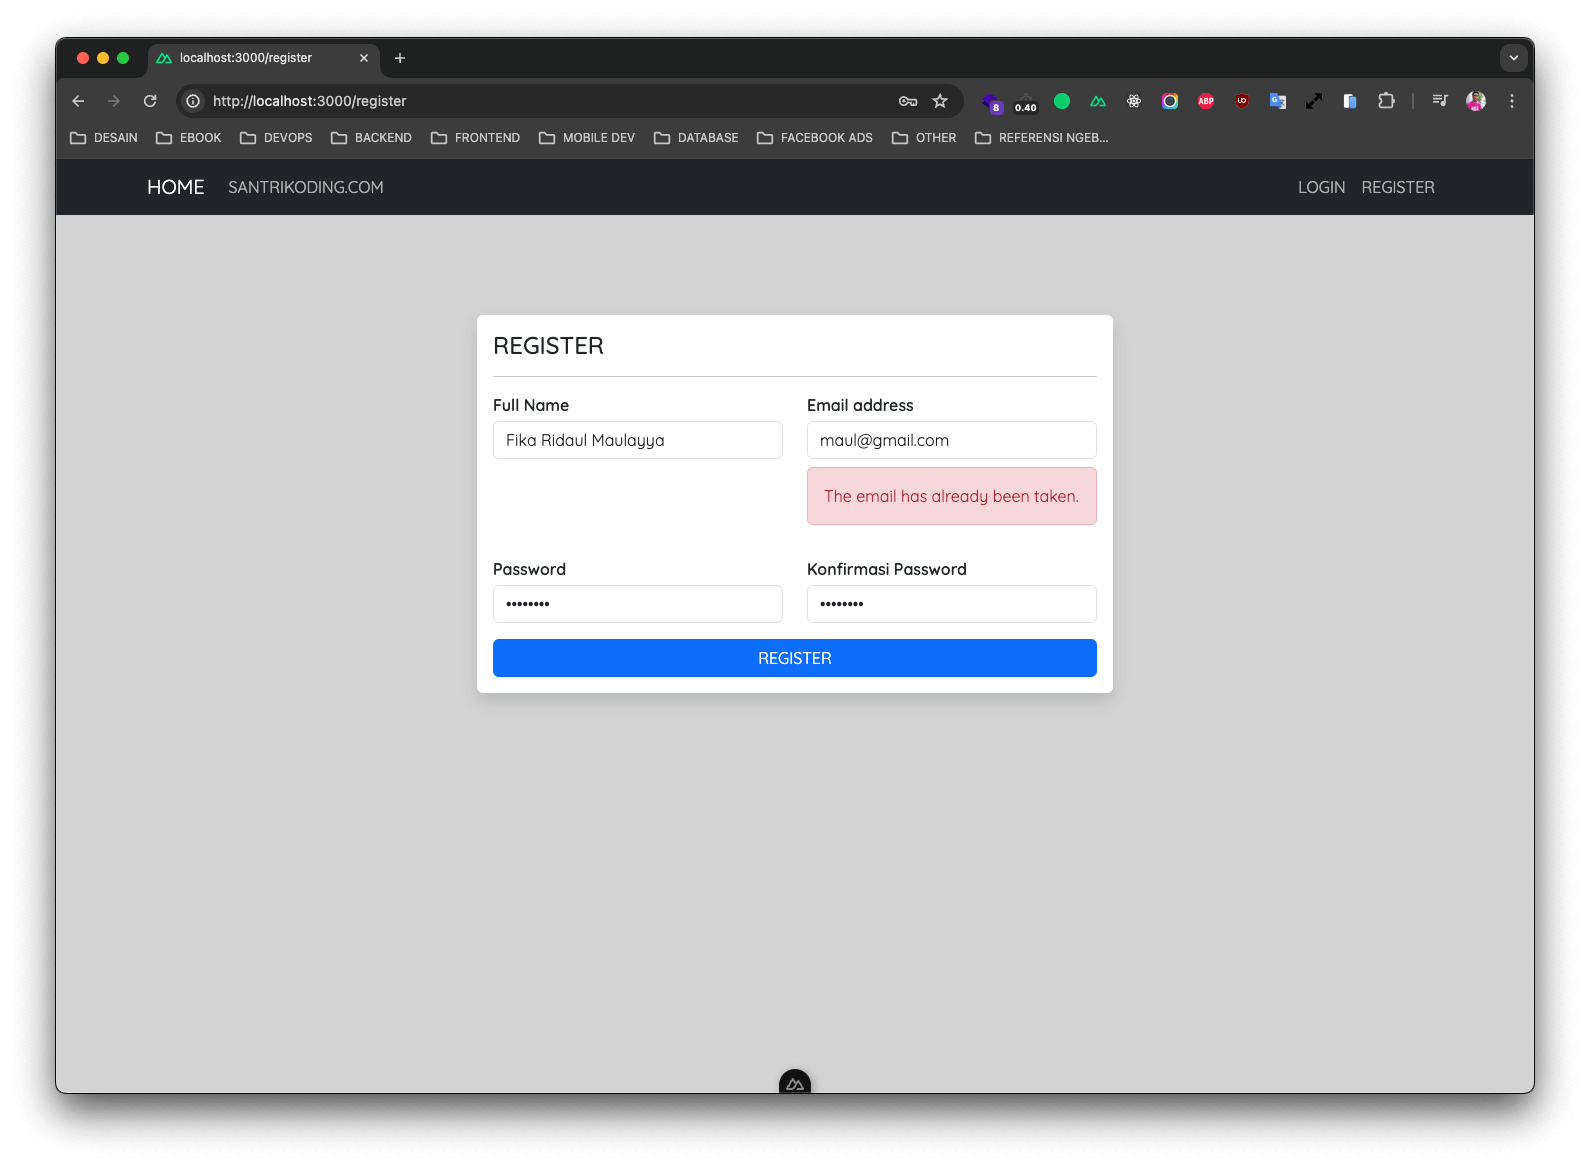 localhost:3000/register
http://localhost:3000/register
8
0.40
ABP
DESAIN EBOOK DEVOPS BACKEND FRONTEND MOBILE DEV DATABASE FACEBOOK ADS OTHER REFERENSI NGEB...
HOME SANTRIKODING.COM LOGIN REGISTER
REGISTER
Full Name Email address
Fika Ridaul Maulayya maul@gmail.com
The email has already been taken.
Password Konfirmasi Password
•••••••• ••••••••
REGISTER